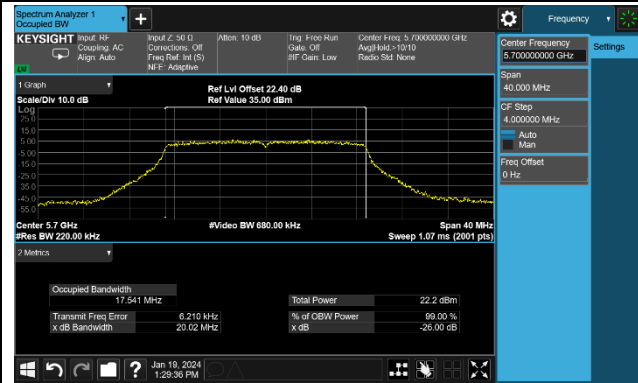 Spectrum Analyzer 1
Occupied BW
+
Frequency
KEYSIGHT
Input: RF
Coupling: AC
Align: Auto
Input Z: 50 Ω
Corrections: Off
Freq Ref: Int (S)
NFE: Adaptive
Atten: 10 dB
Trig: Free Run
Gate: Off
#IF Gain: Low
Center Freq: 5.700000000 GHz
Avg|Hold:>10/10
Radio Std: None
LM
Center Frequency
5.700000000 GHz
Settings
Span
40.000 MHz
CF Step
4.000000 MHz
Auto
Man
Freq Offset
0 Hz
1 Graph
Scale/Div 10.0 dB
Ref Lvl Offset 22.40 dB
Ref Value 35.00 dBm
Log
25.0
15.0
5.00
-5.00
-15.0
-25.0
-35.0
-45.0
-55.0
Center 5.7 GHz
#Video BW 680.00 kHz
Span 40 MHz
#Res BW 220.00 kHz
Sweep 1.07 ms (2001 pts)
2 Metrics
Occupied Bandwidth
17.541 MHz
Total Power 22.2 dBm
Transmit Freq Error 6.210 kHz
% of OBW Power 99.00 %
x dB Bandwidth 20.02 MHz
x dB -26.00 dB
?
Jan 19, 2024
1:29:36 PM